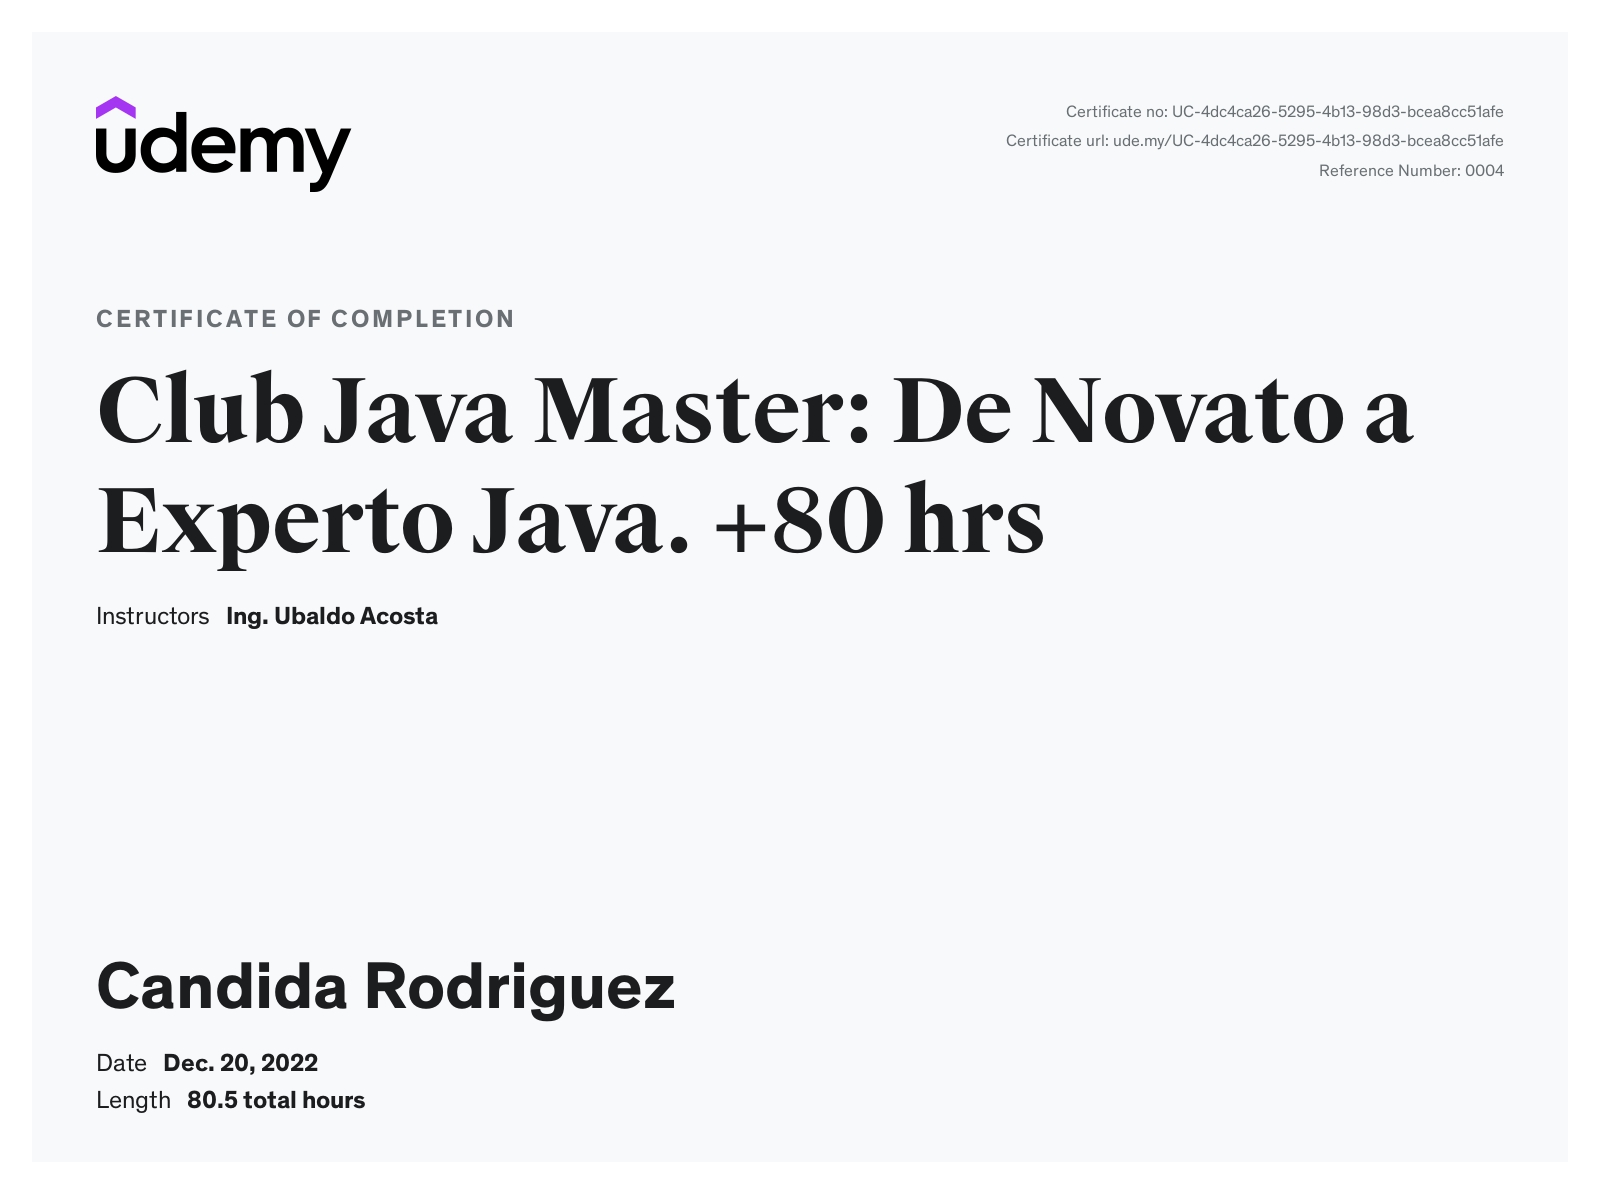 udemy
Certificate no: UC-4dc4ca26-5295-4b13-98d3-bcea8cc51afe
Certificate url: ude.my/UC-4dc4ca26-5295-4b13-98d3-bcea8cc51afe
Reference Number: 0004
CERTIFICATE OF COMPLETION
Club Java Master: De Novato a
Experto Java. +80 hrs
Instructors Ing. Ubaldo Acosta
Candida Rodriguez
Date Dec. 20, 2022
Length 80.5 total hours